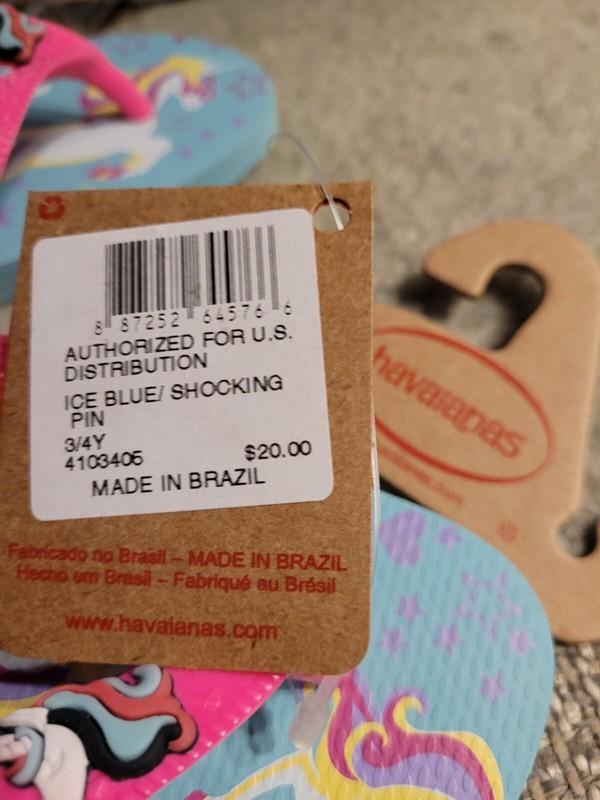 8 87252 64576 6
AUTHORIZED FOR U.S.
DISTRIBUTION
ICE BLUE/ SHOCKING
PIN
3/4Y
4103405 $20.00
MADE IN BRAZIL
Fabricado no Brasil – MADE IN BRAZIL
Hecho em Brasil – Fabriqué au Brésil
www.havaianas.com
havaianas